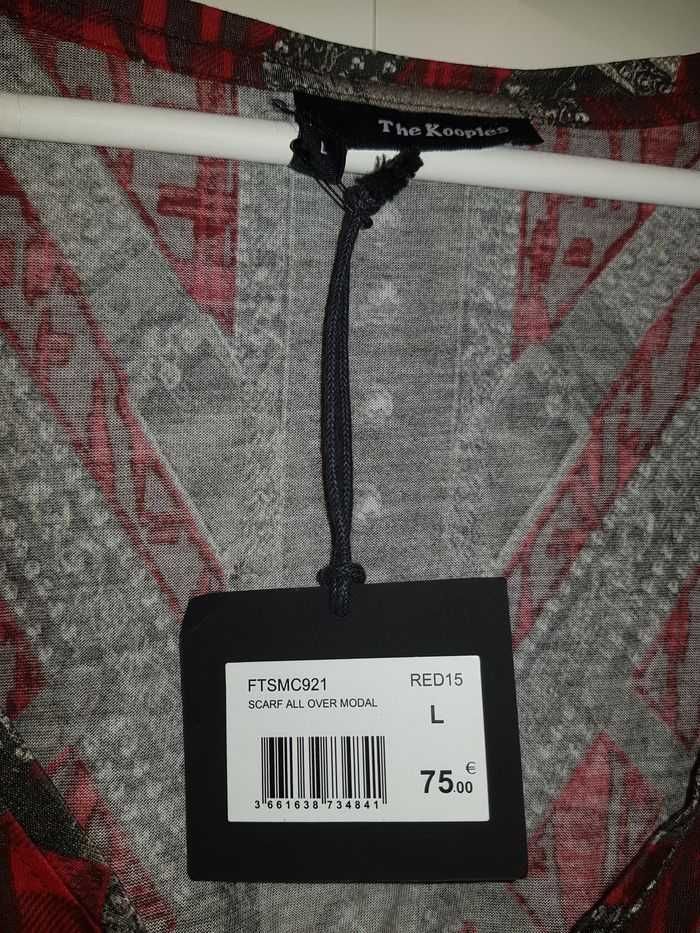 The Kooples
L
FTSMC921
RED15
SCARF ALL OVER MODAL
L
75.00 €
3 661638 734841